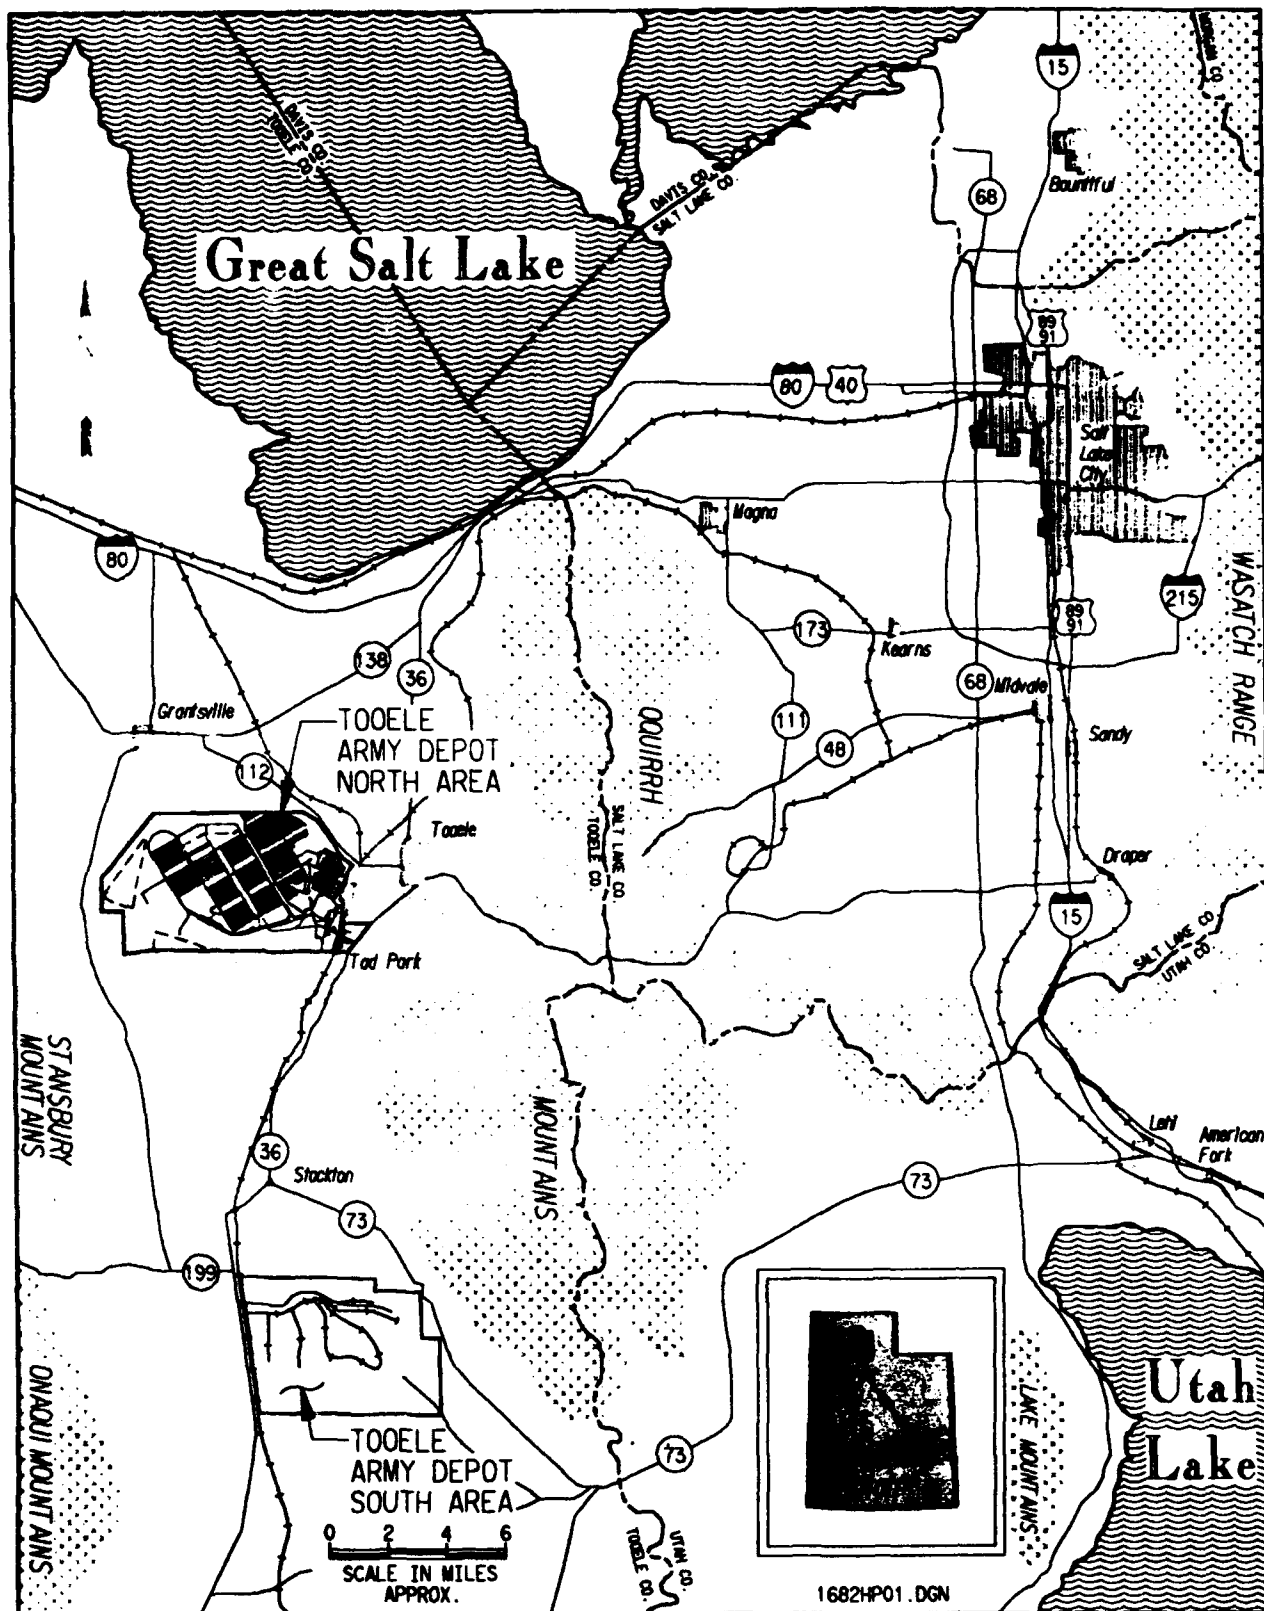 MORGAN CO.
15
DAVIS CO.
TOOELE CO.
Bountiful
68
DAVIS CO.
SALT LAKE CO.
Great Salt Lake
89
91
80
40
Salt
Lake
City
Magna
80
WASATCH RANGE
215
89
91
173
Kearns
138
36
68
Midvale
Grantsville
TOOELE
ARMY DEPOT
NORTH AREA
OQUIRRH
111
48
Sandy
112
Tooele
SALT LAKE CO.
TOOELE CO.
Draper
15
SALT LAKE CO.
UTAH CO.
Tad Park
STANSBURY
MOUNTAINS
MOUNTAINS
Lehi
American
Fork
36
Stockton
73
73
199
Utah
Lake
ONAQUI MOUNTAINS
LAKE MOUNTAINS
TOOELE
ARMY DEPOT
SOUTH AREA
73
0 2 4 6
SCALE IN MILES
APPROX.
UTAH CO.
TOOELE CO.
1682HP01.DGN